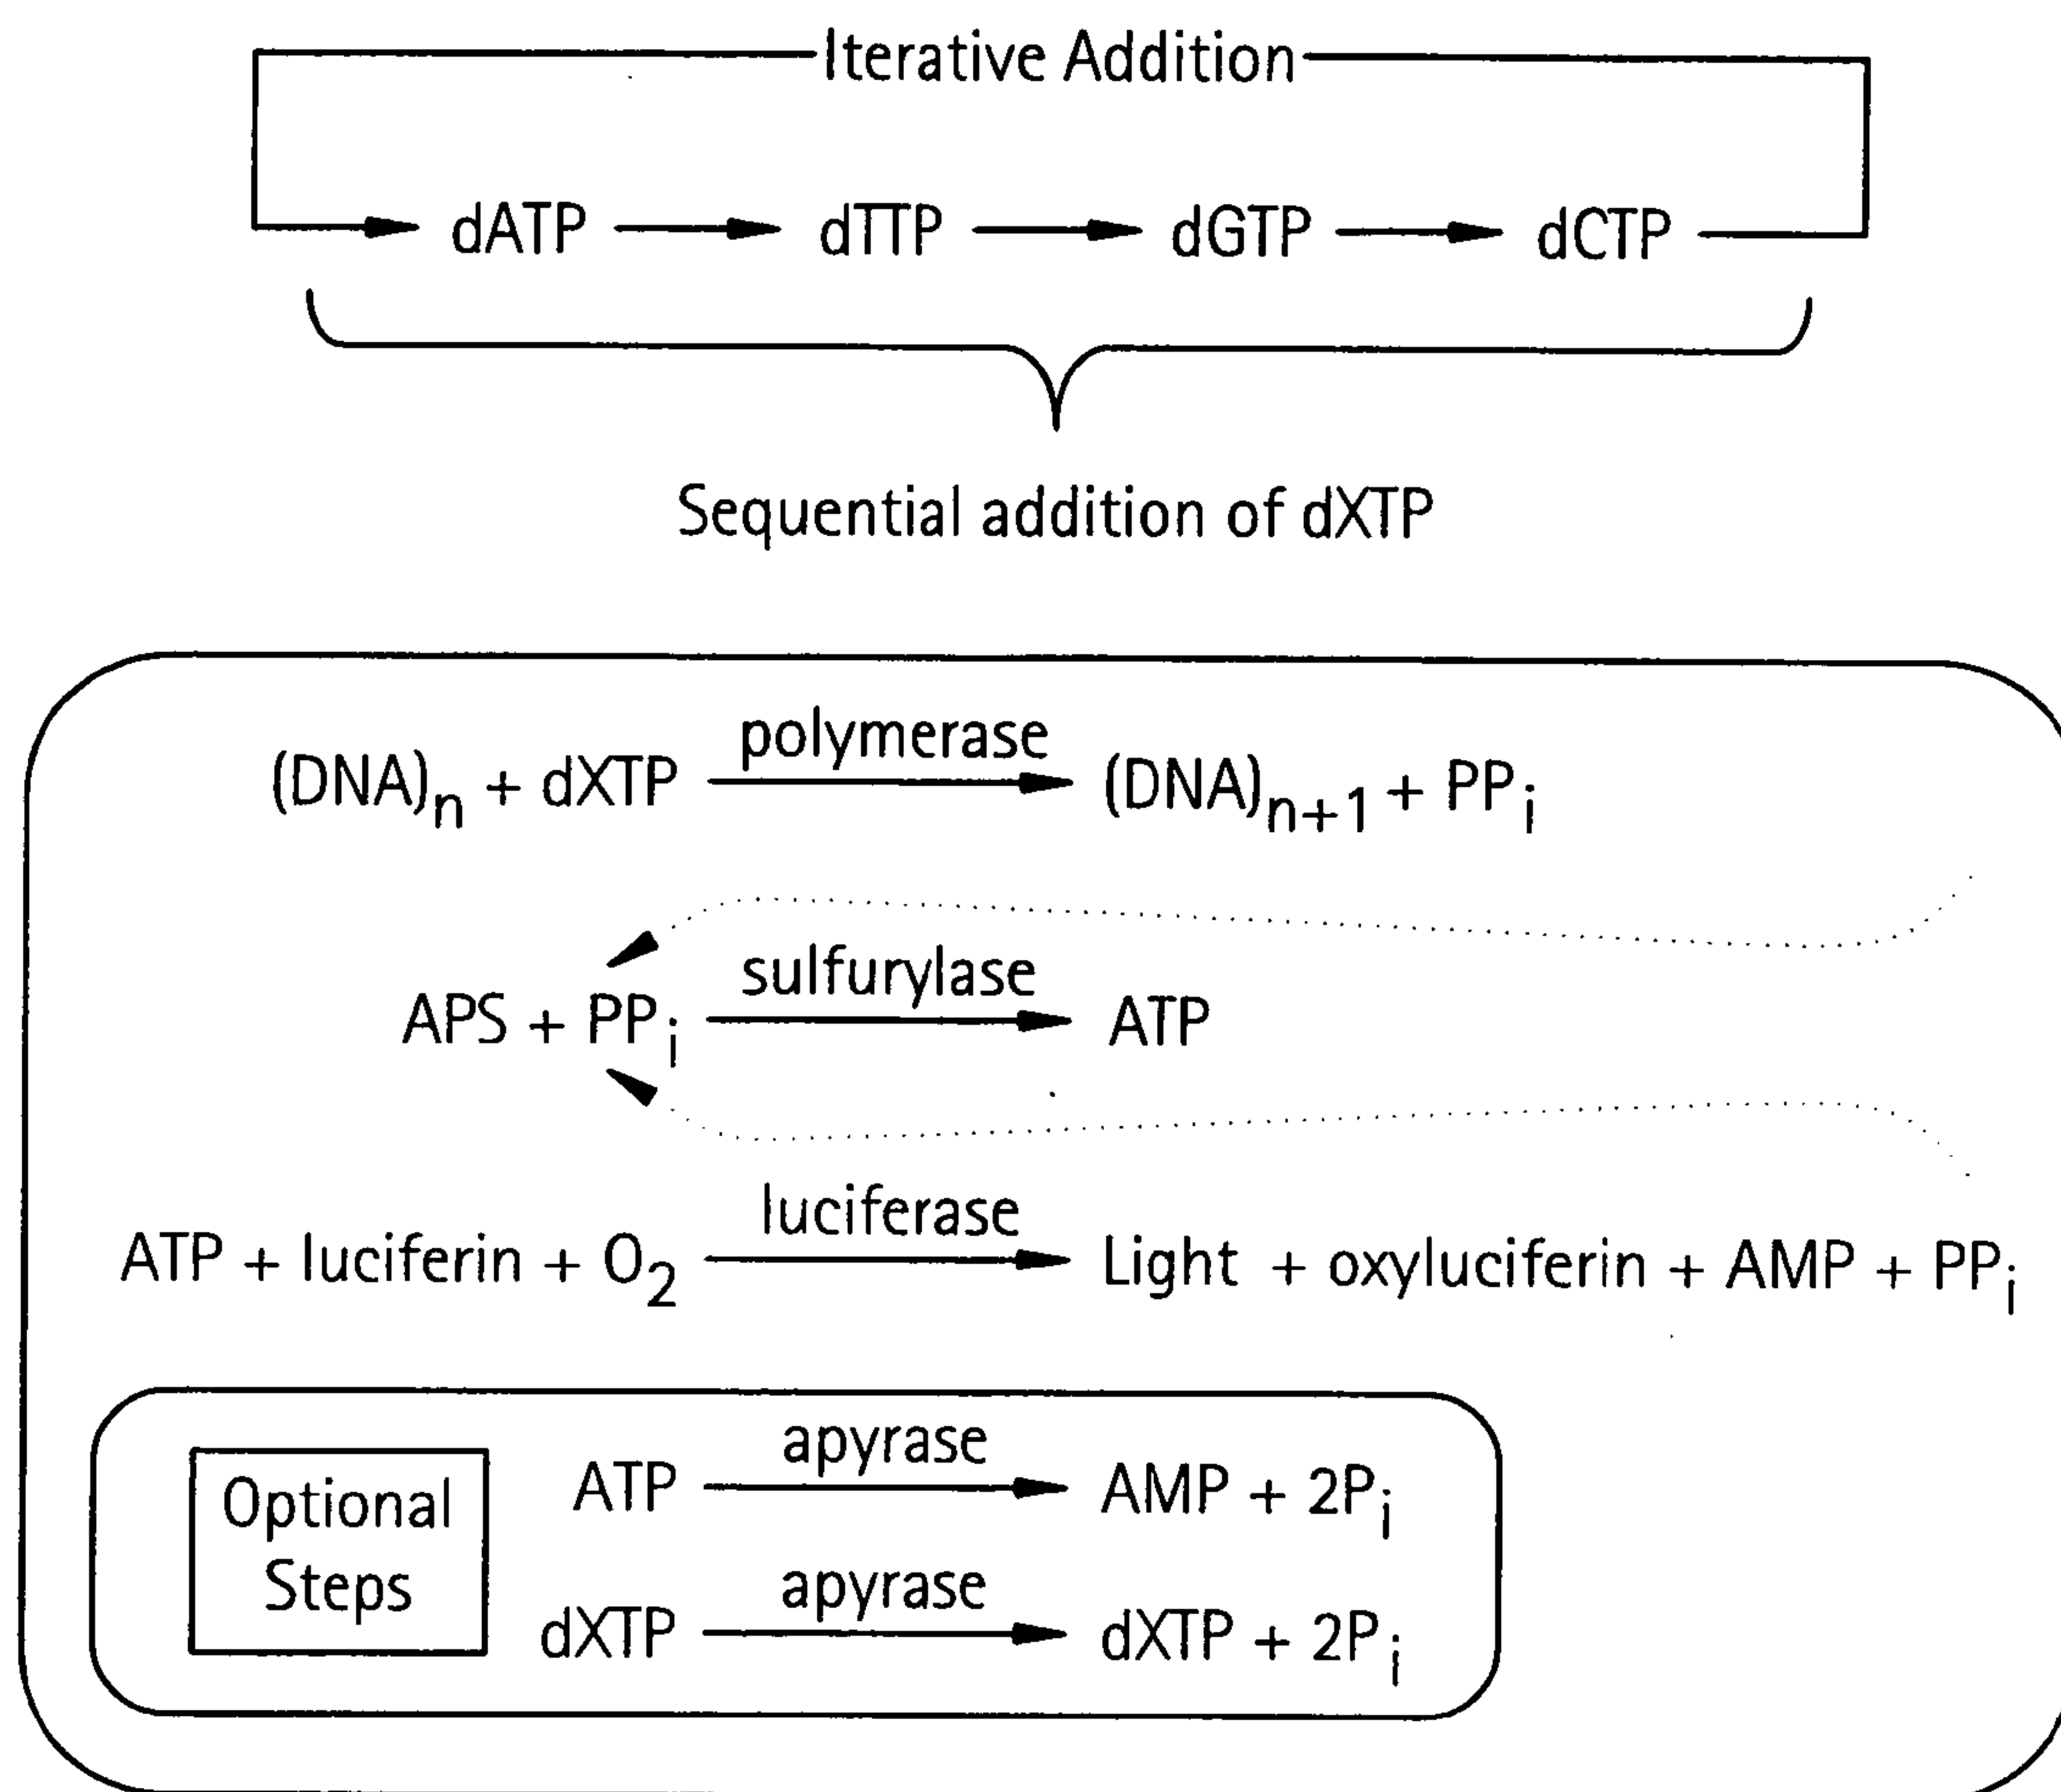 Iterative Addition
dATP dTTP dGTP dCTP
Sequential addition of dXTP
polymerase
(DNA)n + dXTP (DNA)n+1 + PPi
sulfurylase
APS + PPi ATP
luciferase
ATP + luciferin + O2 Light + oxyluciferin + AMP + PPi
Optional
Steps
apyrase
ATP AMP + 2Pi
apyrase
dXTP dXTP + 2Pi